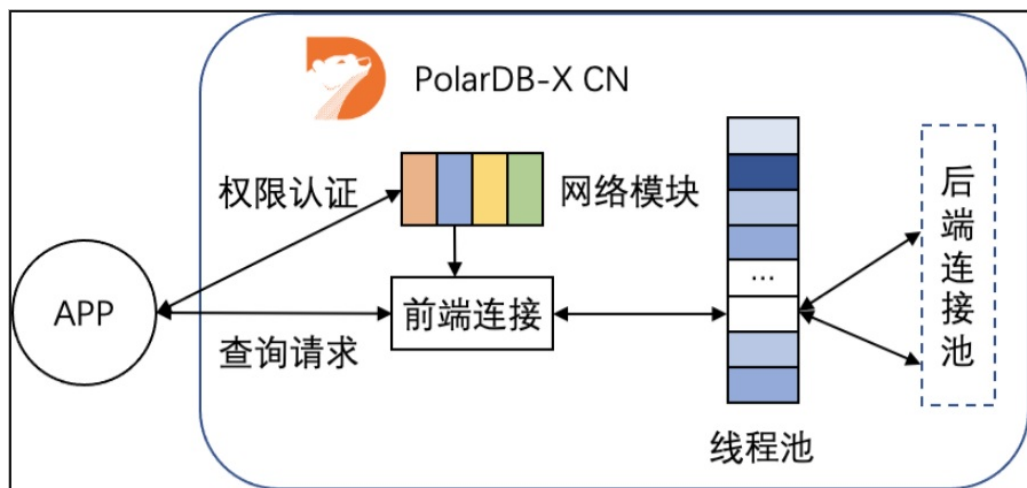 PolarDB-X CN
权限认证
网络模块
APP
前端连接
查询请求
...
线程池
后端连接池